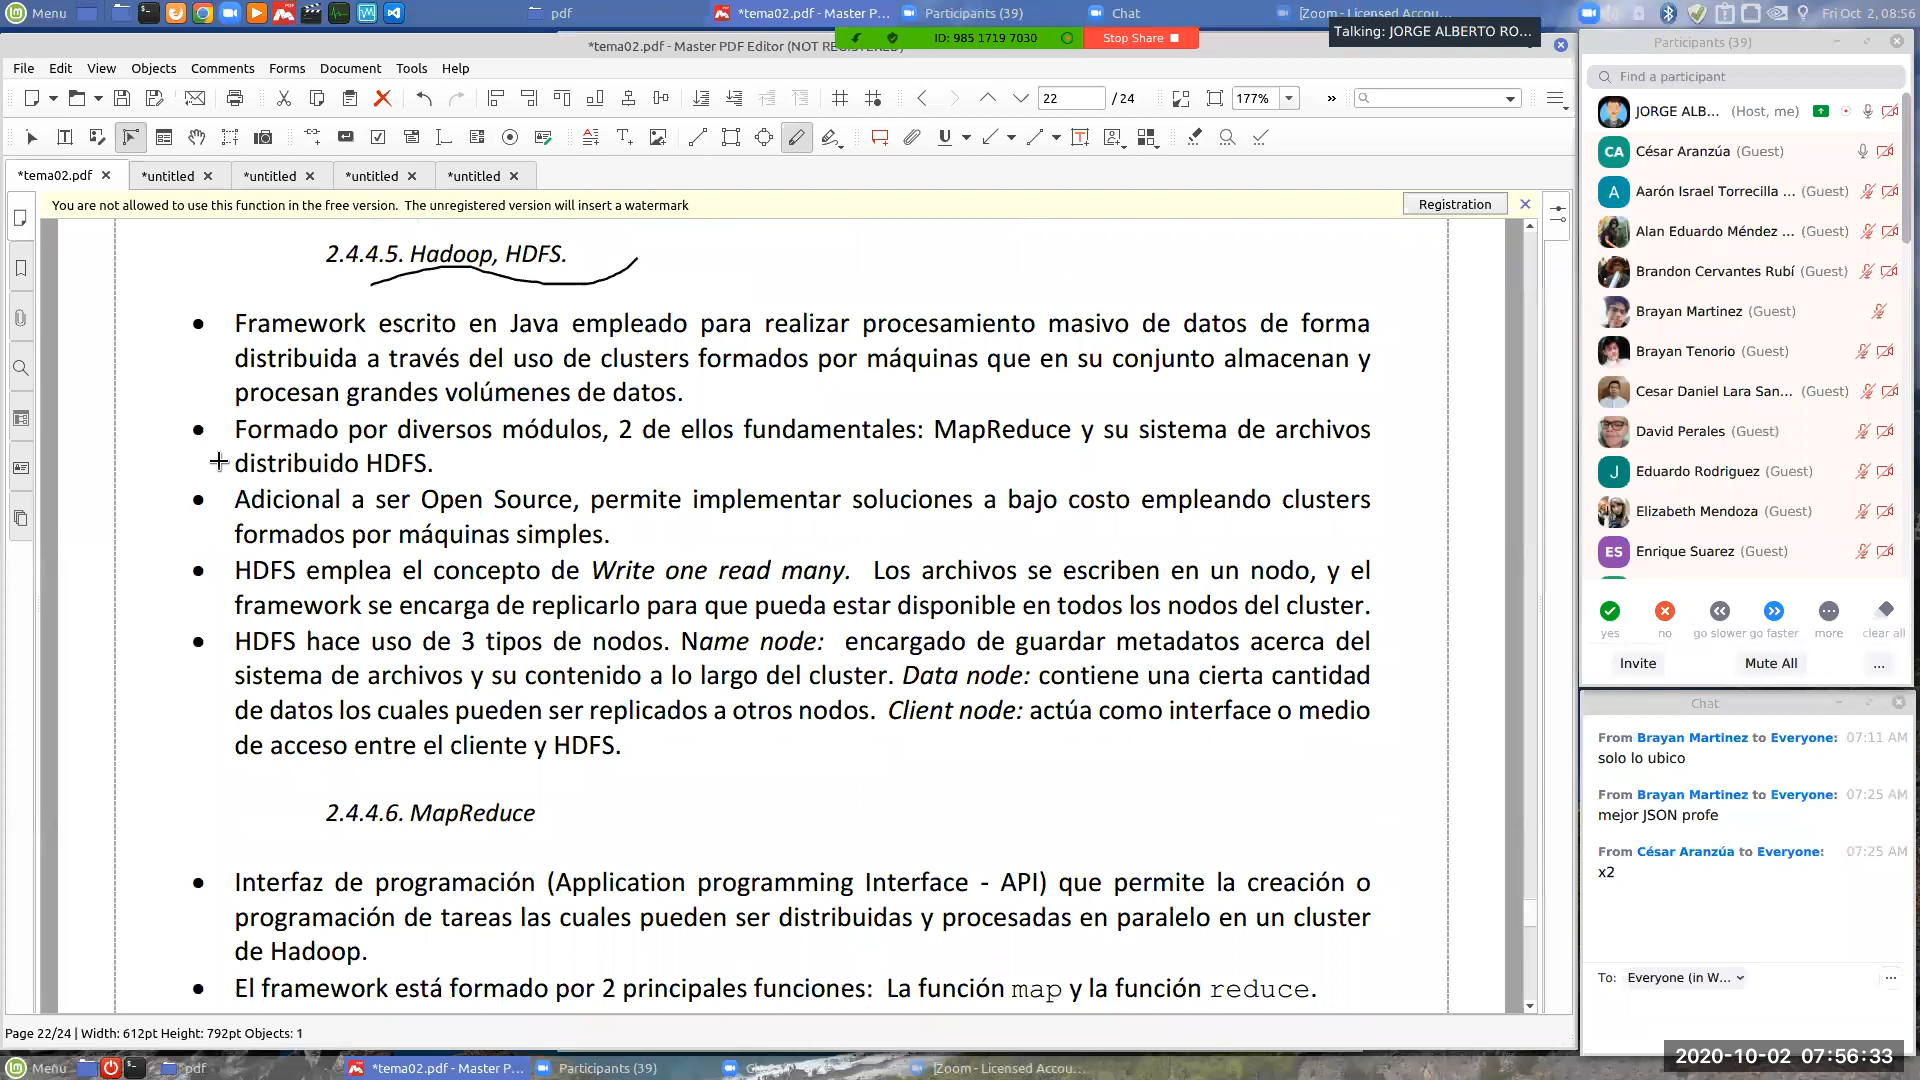 Menu
pdf
*tema02.pdf - Master P...
Participants (39)
Chat
[Zoom - Licensed Accou...
Fri Oct 2, 08:56
*tema02.pdf - Master PDF Editor (NOT REGISTERED)
ID: 985 1719 7030
Stop Share
Talking: JORGE ALBERTO RO...
File Edit View Objects Comments Forms Document Tools Help
22 / 24
177%
*tema02.pdf *untitled *untitled *untitled *untitled
You are not allowed to use this function in the free version. The unregistered version will insert a watermark
Registration
2.4.4.5. Hadoop, HDFS.
• Framework escrito en Java empleado para realizar procesamiento masivo de datos de forma
distribuida a través del uso de clusters formados por máquinas que en su conjunto almacenan y
procesan grandes volúmenes de datos.
• Formado por diversos módulos, 2 de ellos fundamentales: MapReduce y su sistema de archivos
distribuido HDFS.
• Adicional a ser Open Source, permite implementar soluciones a bajo costo empleando clusters
formados por máquinas simples.
• HDFS emplea el concepto de Write one read many. Los archivos se escriben en un nodo, y el
framework se encarga de replicarlo para que pueda estar disponible en todos los nodos del cluster.
• HDFS hace uso de 3 tipos de nodos. Name node: encargado de guardar metadatos acerca del
sistema de archivos y su contenido a lo largo del cluster. Data node: contiene una cierta cantidad
de datos los cuales pueden ser replicados a otros nodos. Client node: actúa como interface o medio
de acceso entre el cliente y HDFS.
2.4.4.6. MapReduce
• Interfaz de programación (Application programming Interface - API) que permite la creación o
programación de tareas las cuales pueden ser distribuidas y procesadas en paralelo en un cluster
de Hadoop.
• El framework está formado por 2 principales funciones: La función map y la función reduce.
Page 22/24 | Width: 612pt Height: 792pt Objects: 1
Participants (39)
Find a participant
JORGE ALB... (Host, me)
CA César Aranzúa (Guest)
A Aarón Israel Torrecilla ... (Guest)
Alan Eduardo Méndez ... (Guest)
Brandon Cervantes Rubí (Guest)
Brayan Martinez (Guest)
Brayan Tenorio (Guest)
Cesar Daniel Lara San... (Guest)
David Perales (Guest)
J Eduardo Rodriguez (Guest)
Elizabeth Mendoza (Guest)
ES Enrique Suarez (Guest)
yes no go slower go faster more clear all
Invite Mute All ...
Chat
From Brayan Martinez to Everyone: 07:11 AM
solo lo ubico
From Brayan Martinez to Everyone: 07:25 AM
mejor JSON profe
From César Aranzúa to Everyone: 07:25 AM
x2
To: Everyone (in W...
2020-10-02 07:56:33
Menu
pdf
*tema02.pdf - Master P...
Participants (39)
[Zoom - Licensed Accou...